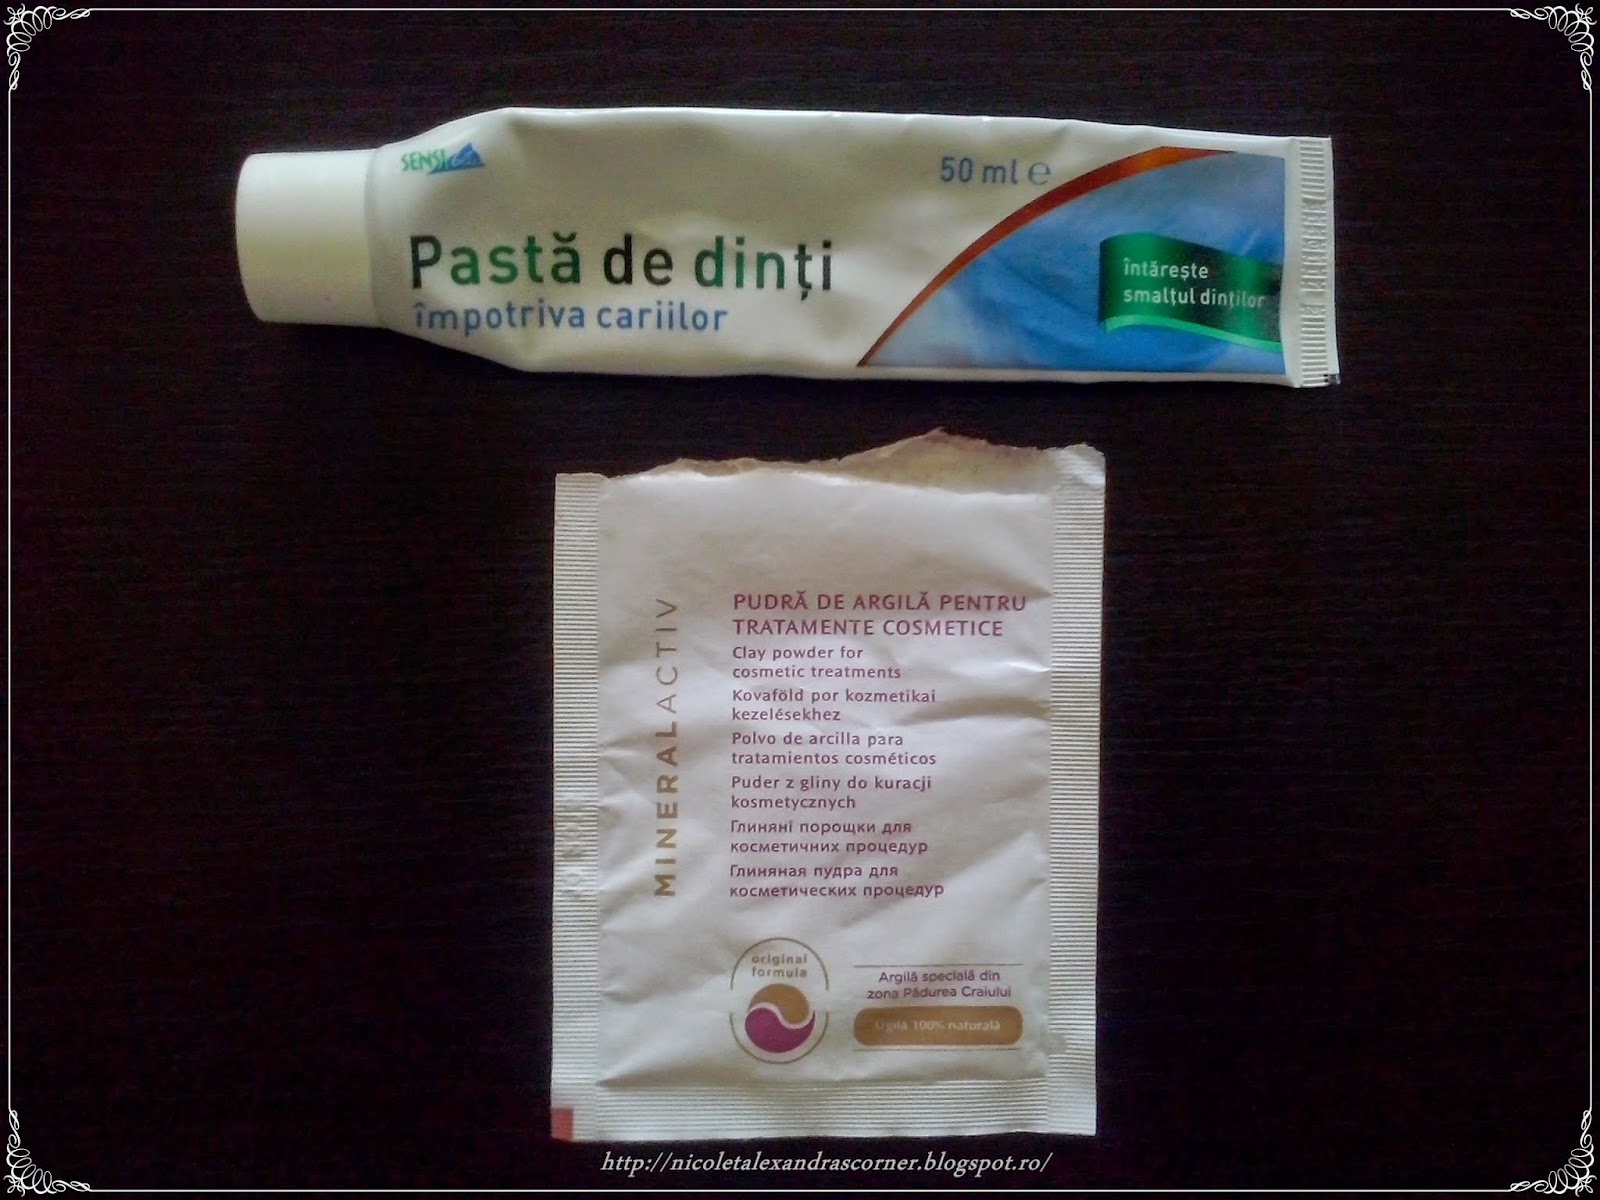 SENSI
50 ml e
Pastă de dinți
împotriva cariilor
întărește
smalțul dinților
MINERALACTIV
PUDRĂ DE ARGILĂ PENTRU
TRATAMENTE COSMETICE
Clay powder for
cosmetic treatments
Kovaföld por kozmetikai
kezelésekhez
Polvo de arcilla para
tratamientos cosméticos
Puder z gliny do kuracji
kosmetycznych
Глиняні порощки для
косметичних процедур
Глиняная пудра для
косметических процедур
original
formula
Argilă specială din
zona Pădurea Craiului
Argilă 100% naturală
http://nicoletalexandrascorner.blogspot.ro/